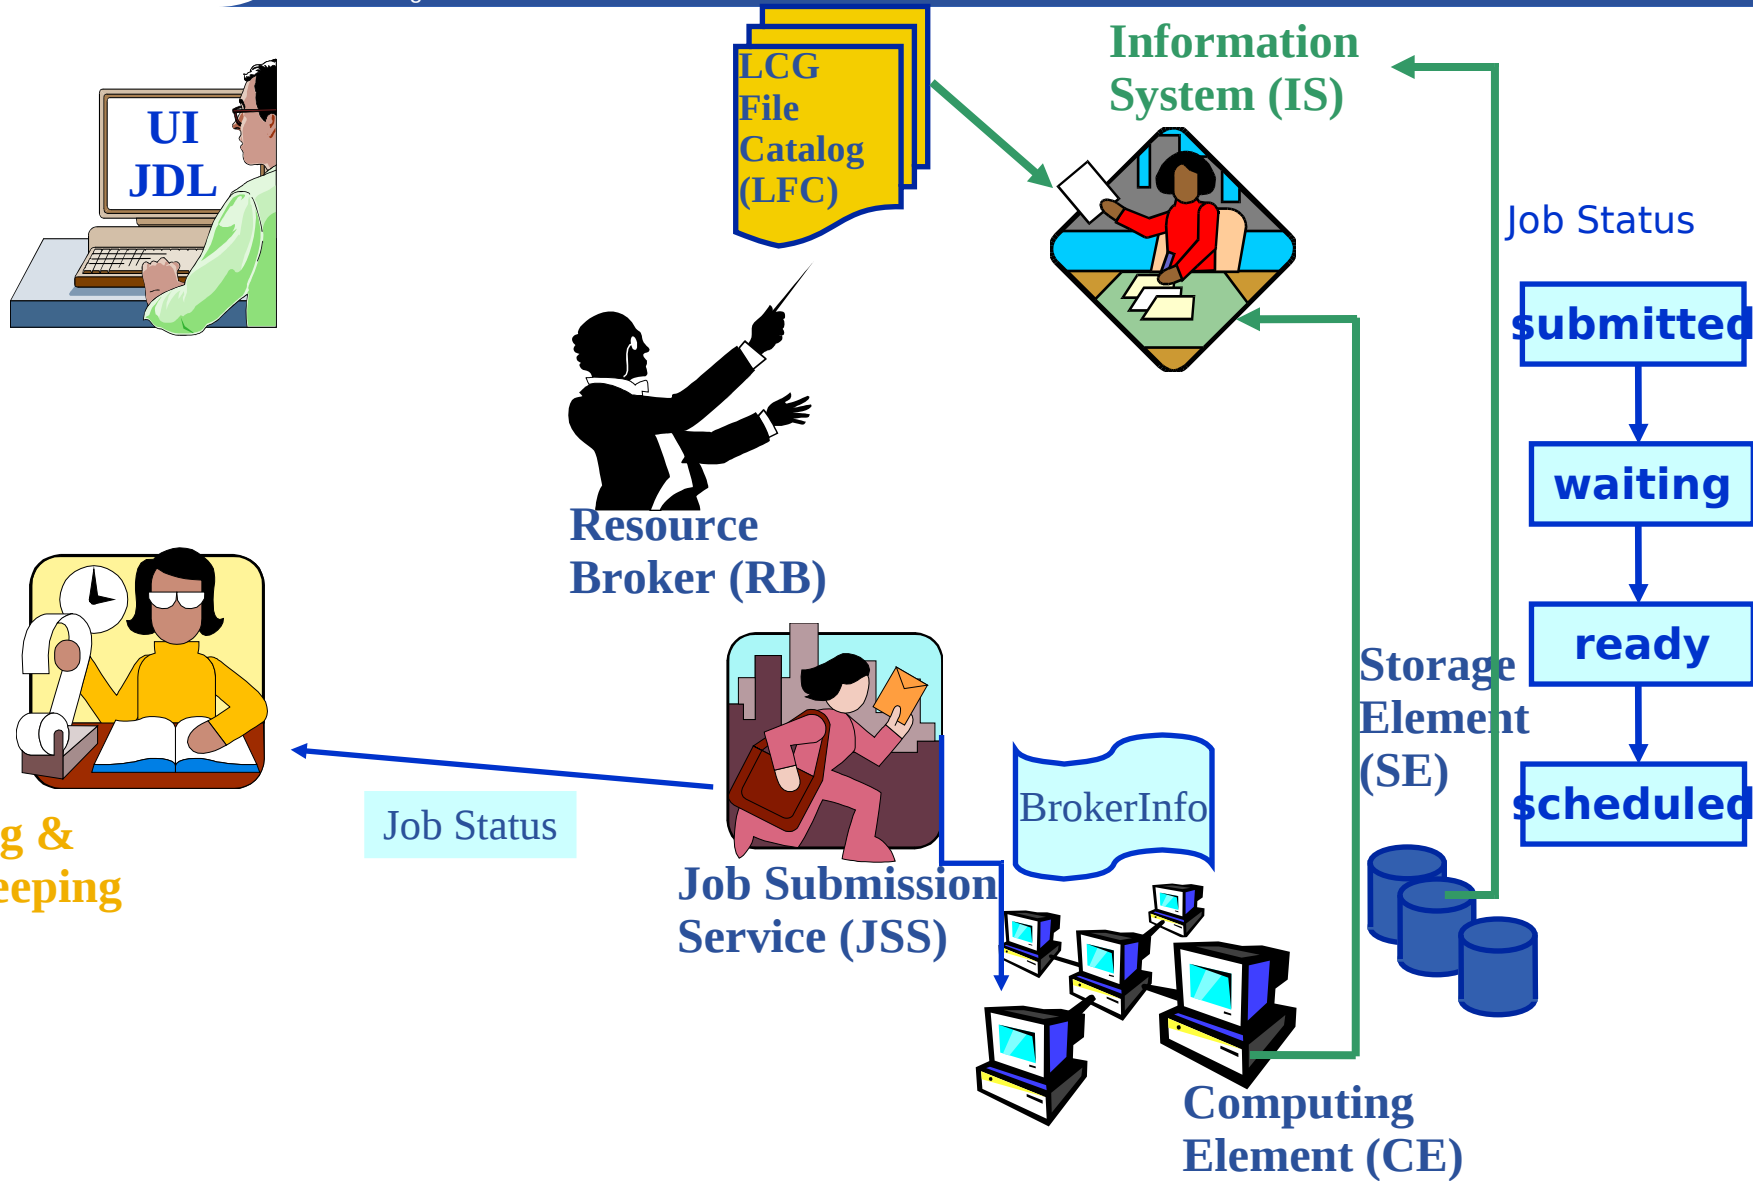 UI
JDL
LCG
File
Catalog
(LFC)
Information
System (IS)
Job Status
submitted
waiting
ready
scheduled
Resource
Broker (RB)
Storage
Element
(SE)
BrokerInfo
Job Status
g &
eeping
Job Submission
Service (JSS)
Computing
Element (CE)